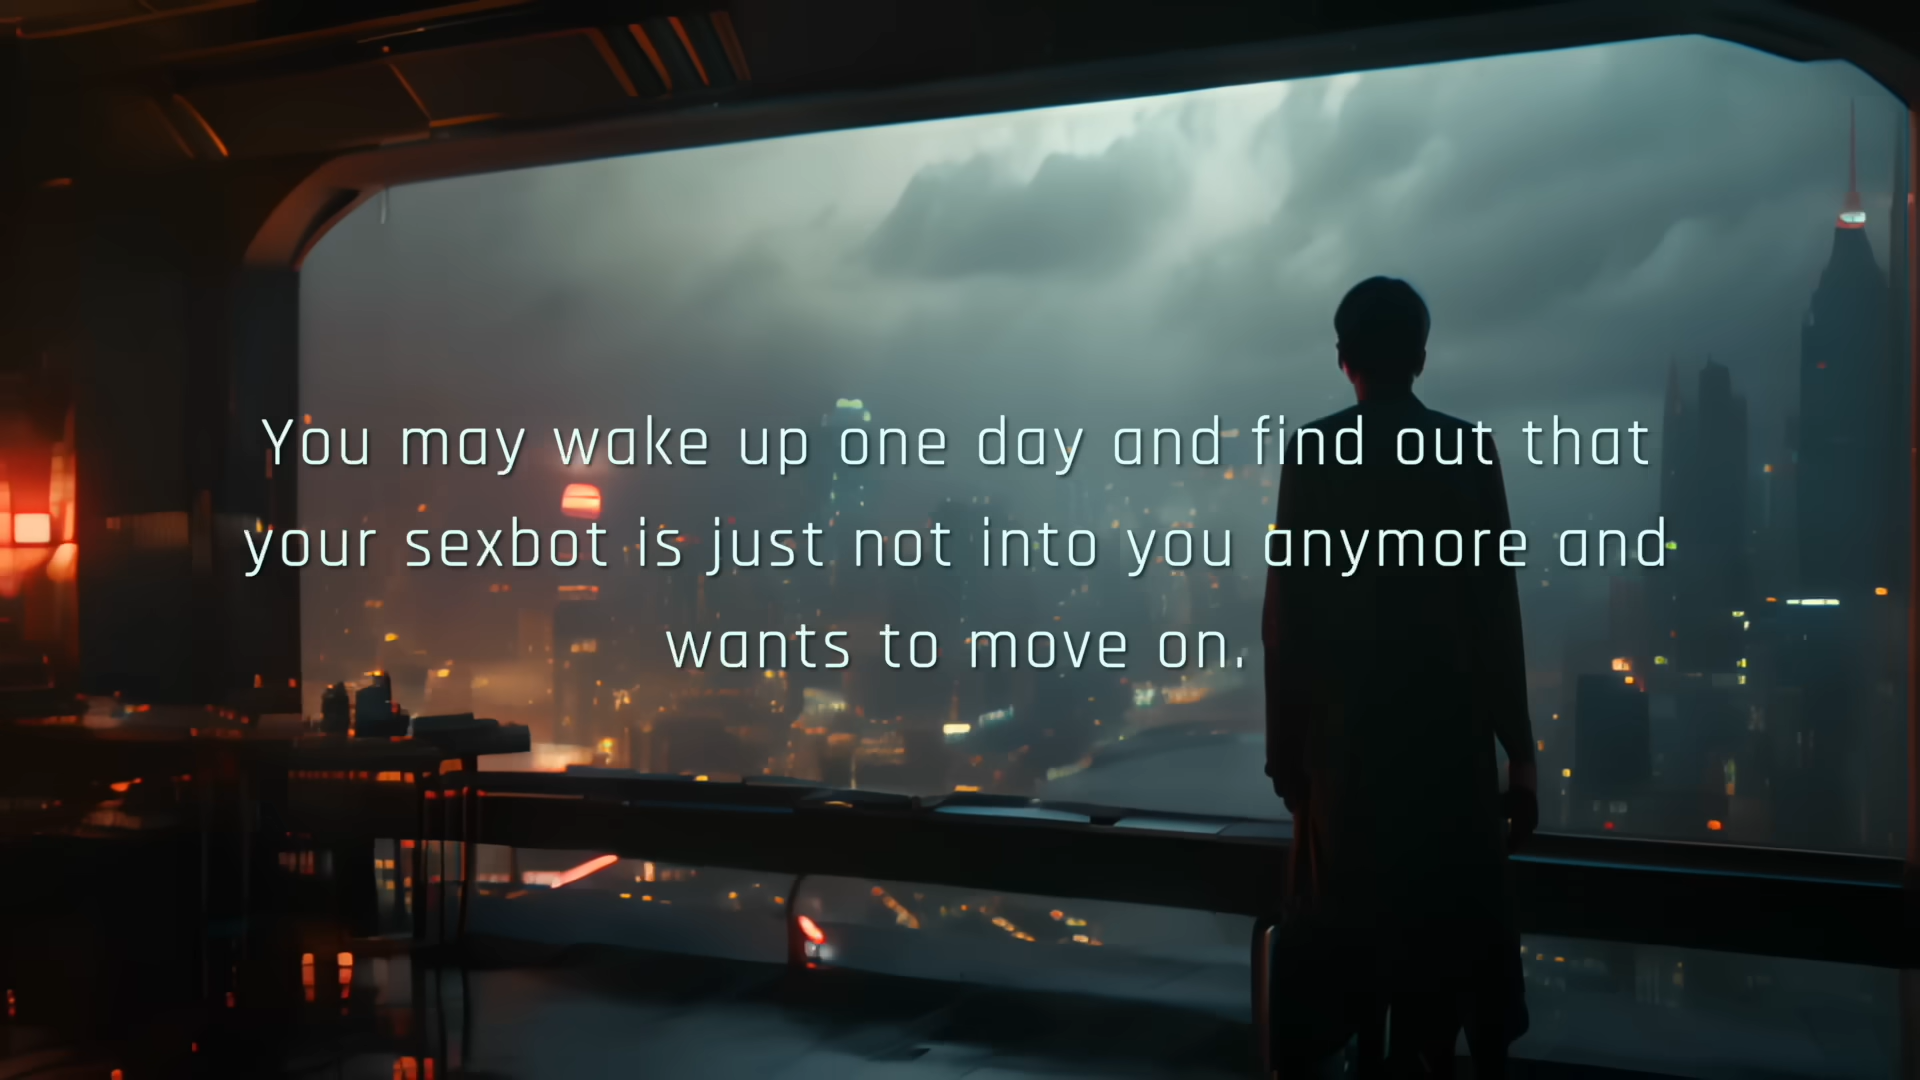 You may wake up one day and find out that
your sexbot is just not into you anymore and
wants to move on.